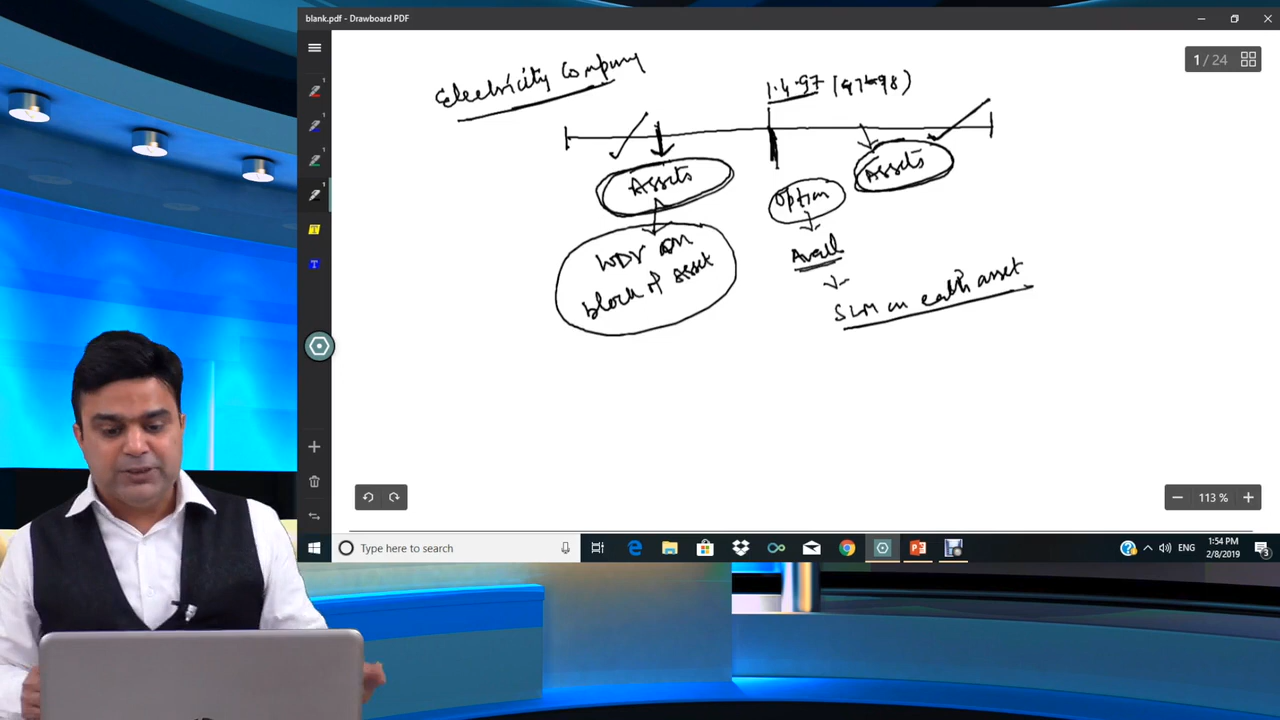 blank.pdf - Drawboard PDF
1 / 24
Electricity Company
1.4.97 (97-98)
Assets
Assets
Option
WDV on
block of Asset
Avail
SLM on each asset
113 %
Type here to search
ENG
1:54 PM
2/8/2019
3